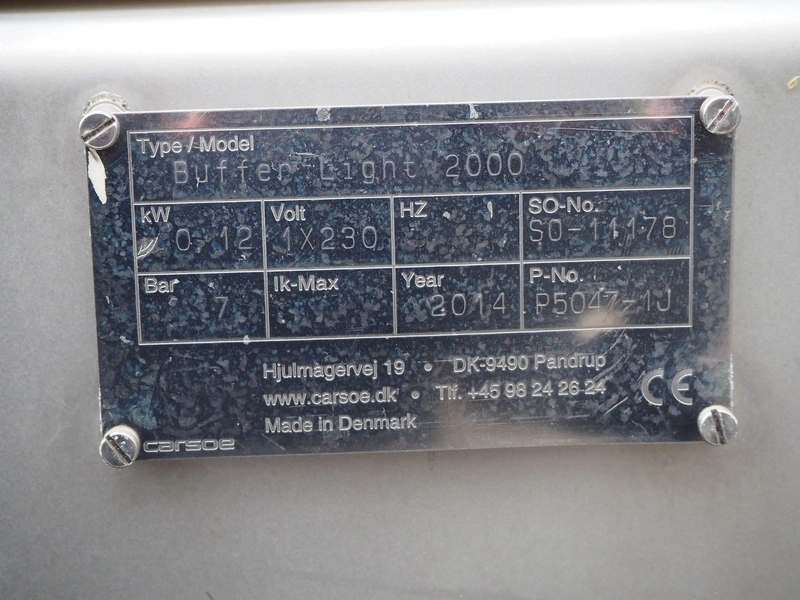 Type / Model
Buffer Light 2000
kW Volt HZ SO-No.
0,12 1X230 SO-11178
Bar Ik-Max Year P-No.
7 2014 P5047-1J
Hjulmagervej 19 • DK-9490 Pandrup
www.carsoe.dk • Tlf. +45 98 24 26 24
Made in Denmark
CE
carsoe